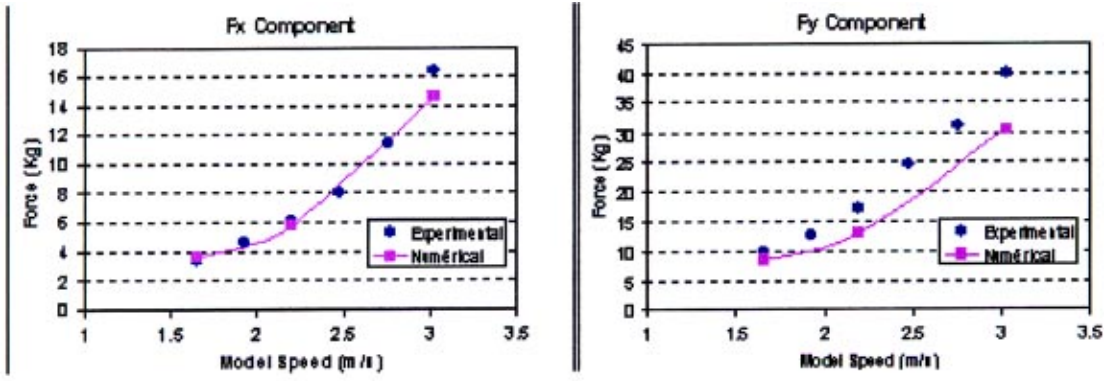 Fx Component
18
16
14
12
10
8
6
4
2
0
Force (Kg)
1 1.5 2 2.5 3 3.5
Model Speed (m/s)
Experimental
Numérical
Fy Component
45
40
35
30
25
20
15
10
5
0
Force (Kg)
1 1.5 2 2.5 3 3.5
Model Speed (m/s)
Experimental
Numérical